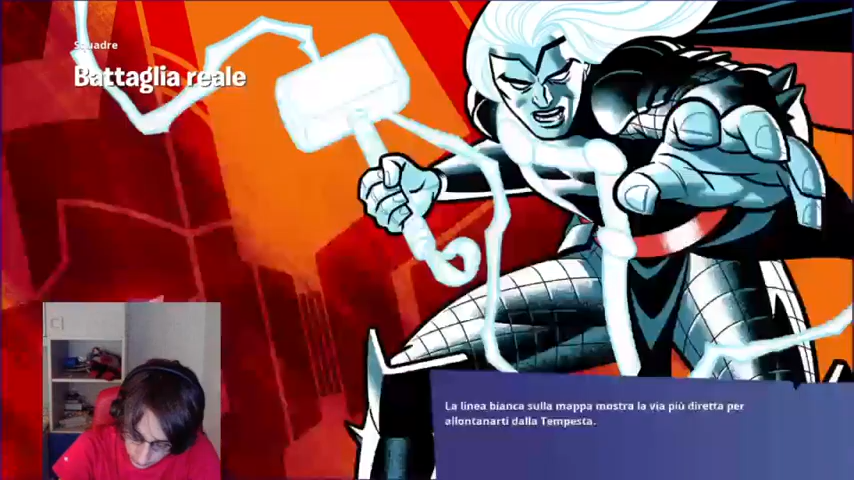 Squadre
Battaglia reale
La linea bianca sulla mappa mostra la via più diretta per
allontanarti dalla Tempesta.